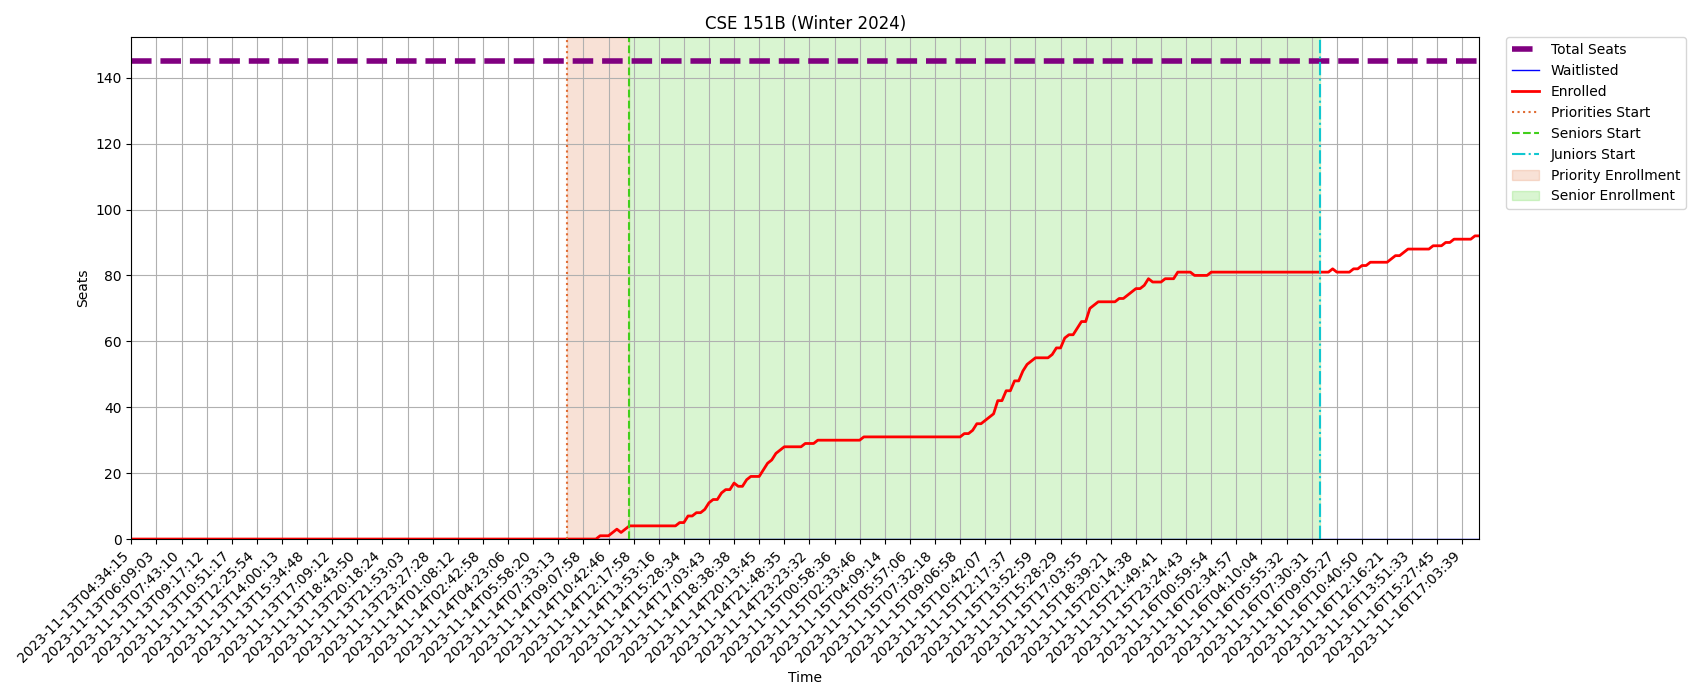 CSE 151B (Winter 2024)
Total Seats
Waitlisted
Enrolled
Priorities Start
Seniors Start
Juniors Start
Priority Enrollment
Senior Enrollment
Seats
140
120
100
80
60
40
20
0
2023-11-13T04:34:15
2023-11-13T06:09:03
2023-11-13T07:43:10
2023-11-13T09:17:12
2023-11-13T10:51:17
2023-11-13T12:25:54
2023-11-13T14:00:13
2023-11-13T15:34:48
2023-11-13T17:09:12
2023-11-13T18:43:50
2023-11-13T20:18:24
2023-11-13T21:53:03
2023-11-13T23:27:28
2023-11-14T01:08:12
2023-11-14T02:42:58
2023-11-14T04:23:06
2023-11-14T05:58:20
2023-11-14T07:33:13
2023-11-14T09:07:58
2023-11-14T10:42:46
2023-11-14T12:17:58
2023-11-14T13:53:16
2023-11-14T15:28:34
2023-11-14T17:03:43
2023-11-14T18:38:38
2023-11-14T20:13:45
2023-11-14T21:48:35
2023-11-14T23:23:32
2023-11-15T00:58:36
2023-11-15T02:33:46
2023-11-15T04:09:14
2023-11-15T05:57:06
2023-11-15T07:32:18
2023-11-15T09:06:58
2023-11-15T10:42:07
2023-11-15T12:17:37
2023-11-15T13:52:59
2023-11-15T15:28:29
2023-11-15T17:03:55
2023-11-15T18:39:21
2023-11-15T20:14:38
2023-11-15T21:49:41
2023-11-15T23:24:43
2023-11-16T00:59:54
2023-11-16T02:34:57
2023-11-16T04:10:04
2023-11-16T05:55:32
2023-11-16T07:30:31
2023-11-16T09:05:27
2023-11-16T10:40:50
2023-11-16T12:16:21
2023-11-16T13:51:33
2023-11-16T15:27:45
2023-11-16T17:03:39
Time